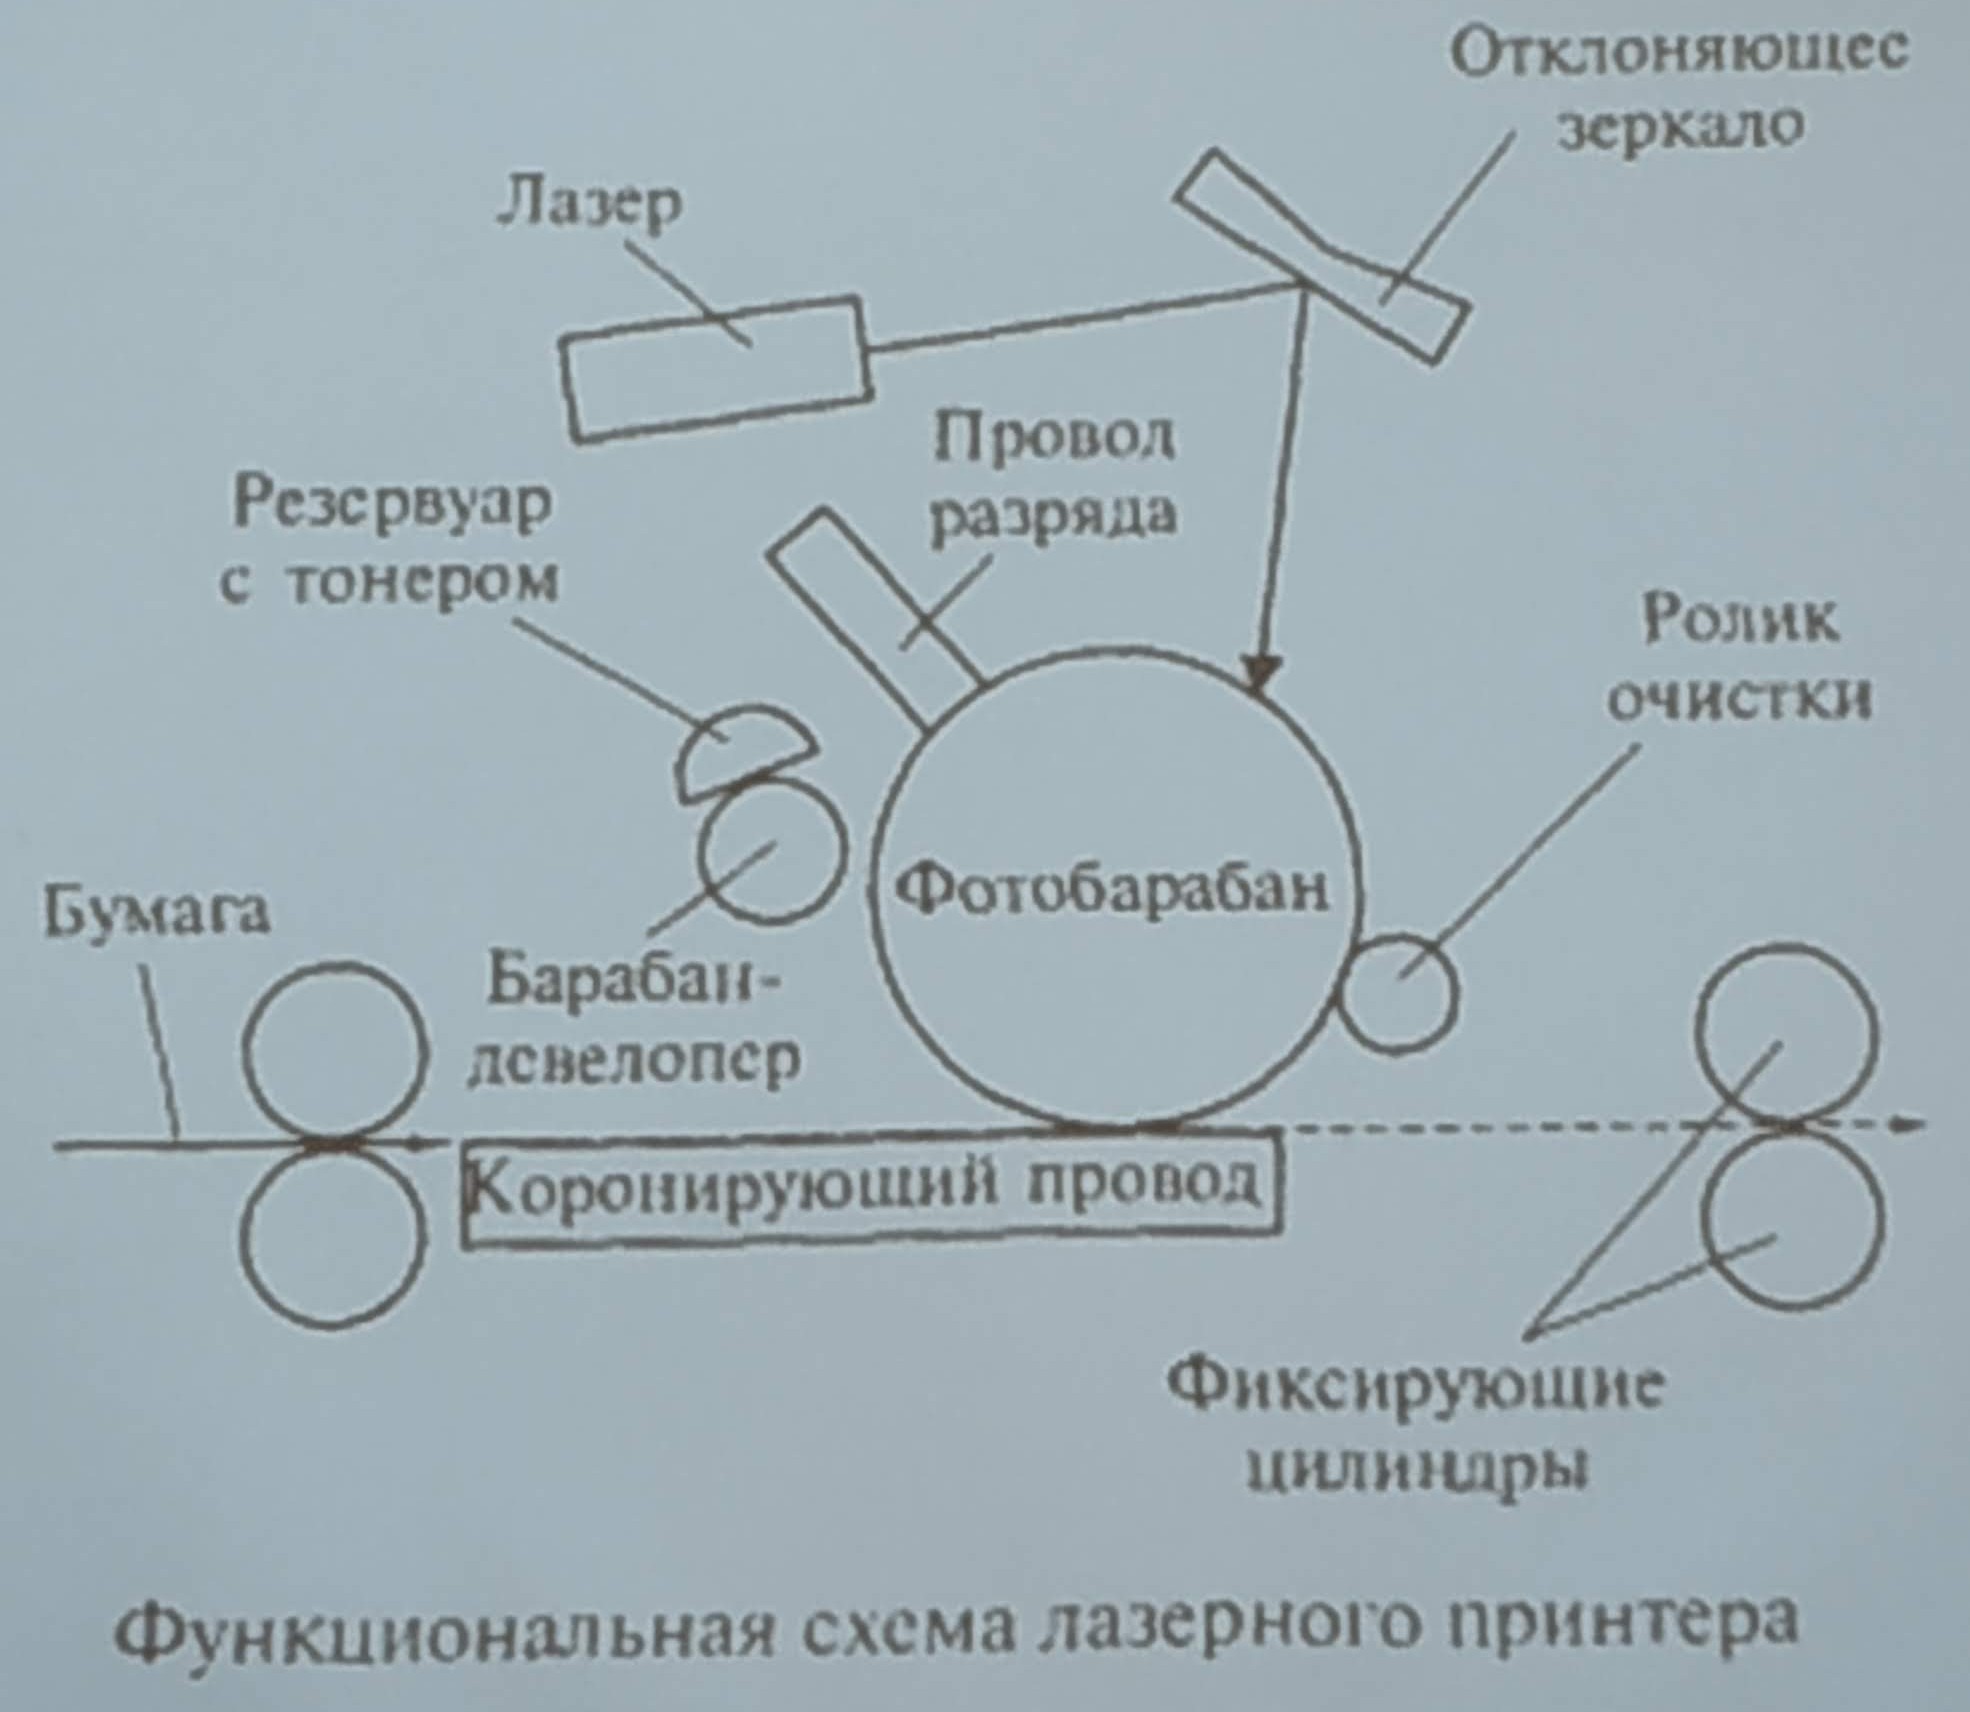 Отклоняющее
зеркало
Лазер
Провод
разряда
Резервуар
с тонером
Ролик
очистки
Фотобарабан
Бумага
Барабан-
девелопер
Коронирующий провод
Фиксирующие
цилиндры
Функциональная схема лазерного принтера